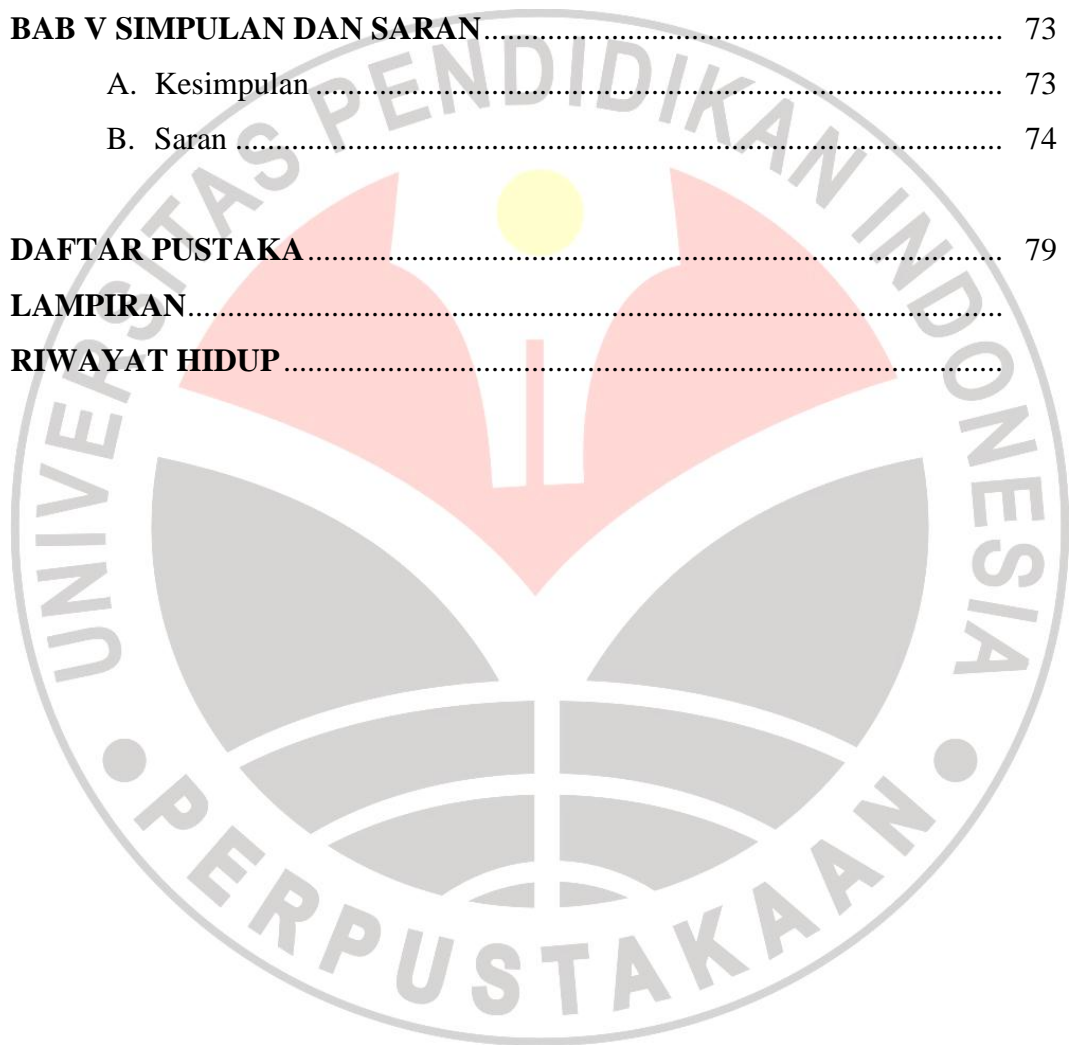 BAB V SIMPULAN DAN SARAN........................................................... 73
A. Kesimpulan ............................................................................... 73
B. Saran ........................................................................................ 74
DAFTAR PUSTAKA................................................................................ 79
LAMPIRAN...............................................................................................
RIWAYAT HIDUP....................................................................................
UNIVERSITAS PENDIDIKAN INDONESIA
PERPUSTAKAAN